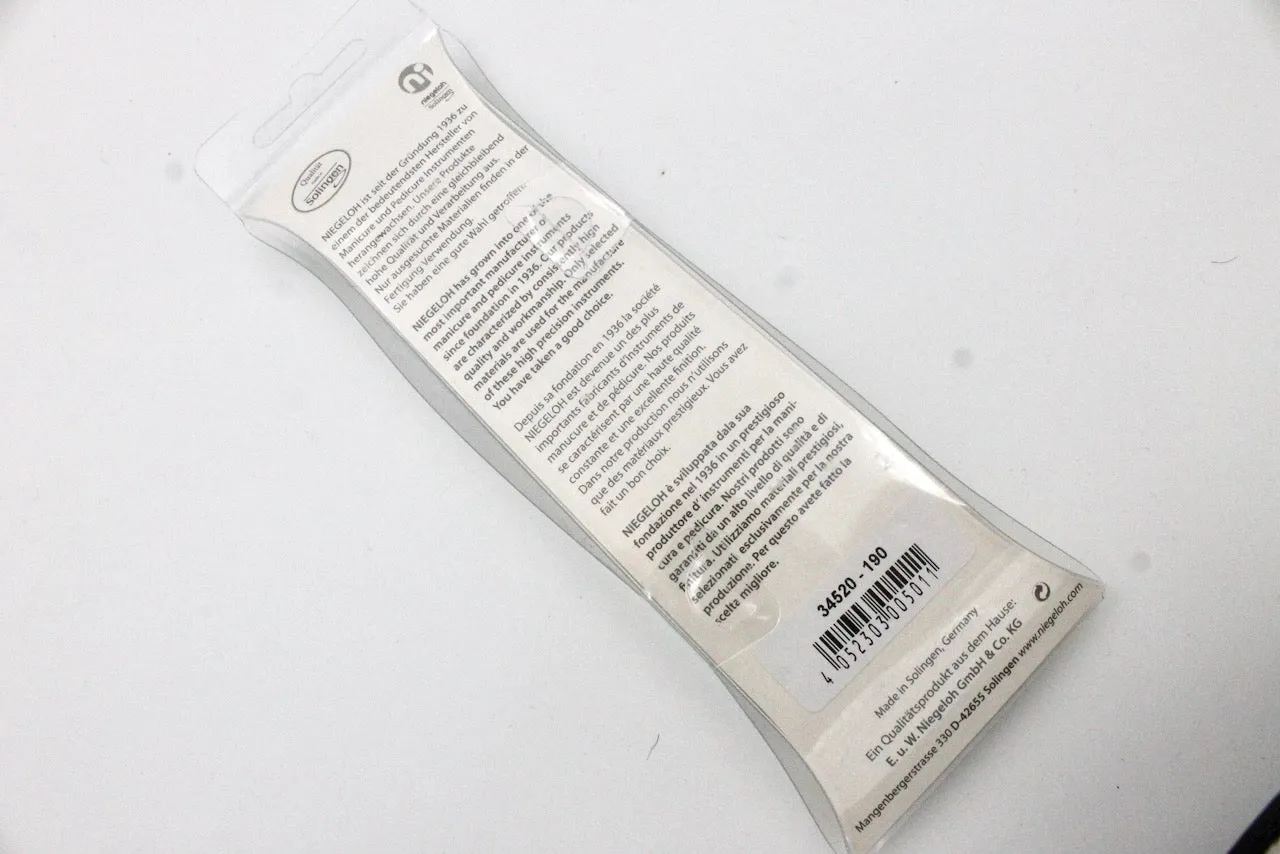 ni
niegeloh
Solingen
Qualität
Solingen
NIEGELOH ist seit der Gründung 1936 zu
einem der bedeutendsten Hersteller von
Manicure und Pedicure Instrumenten
herangewachsen. Unsere Produkte
zeichnen sich durch eine gleichbleibend
hohe Qualität und Verarbeitung aus.
Nur ausgesuchte Materialien finden in der
Fertigung Verwendung.
Sie haben eine gute Wahl getroffen.
NIEGELOH has grown into one of the
most important manufacturer of
manicure and pedicure instruments
since foundation in 1936. Our products
are characterized by consistently high
quality and workmanship. Only selected
materials are used for the manufacture
of these high precision instruments.
You have taken a good choice.
Depuis sa fondation en 1936 la société
NIEGELOH est devenue un des plus
importants fabricants d'instruments de
manucure et de pédicure. Nos produits
se caractérisent par une haute qualité
constante et une excellente finition.
Dans notre production nous n'utilisons
que des matériaux prestigieux. Vous avez
fait un bon choix.
NIEGELOH è sviluppata dala sua
fondazione nel 1936 in un prestigioso
produttore d' instrumenti per la mani-
cura e pedicura. Nostri prodotti sono
garantiti da un alto livello di qualità e di
finitura. Utilizziamo materiali prestigiosi,
selezionati esclusivamente per la nostra
produzione. Per questo avete fatto la
scelta migliore.
34520 - 190
4 052303 005011
Made in Solingen, Germany
Ein Qualitätsprodukt aus dem Hause:
E. u. W. Niegeloh GmbH & Co. KG
Mangenbergerstrasse 330 D-42655 Solingen www.niegeloh.com